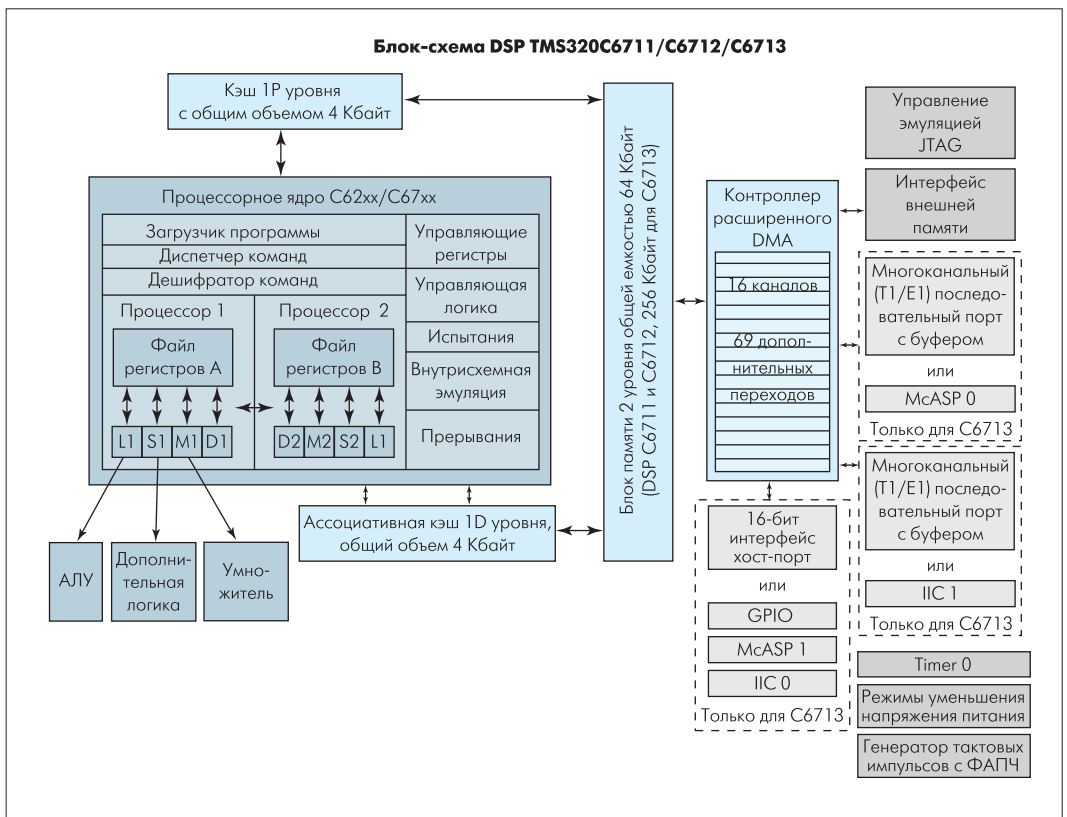 Блок-схема DSP TMS320C6711/C6712/C6713
Кэш 1P уровня
с общим объемом 4 Кбайт
Процессорное ядро C62xx/C67xx
Загрузчик программы
Диспетчер команд
Дешифратор команд
Управляющие
регистры
Управляющая
логика
Испытания
Внутрисхемная
эмуляция
Прерывания
Процессор 1
Файл
регистров A
L1
S1
M1
D1
Процессор 2
Файл
регистров B
D2
M2
S2
L1
АЛУ
Дополни-
тельная
логика
Умно-
житель
Ассоциативная кэш 1D уровня,
общий объем 4 Кбайт
Блок памяти 2 уровня общей емкостью 64 Кбайт
(DSP C6711 и C6712, 256 Кбайт для C6713)
Контроллер
расширенного
DMA
16 каналов
69 допол-
нительных
переходов
16-бит
интерфейс
хост-порт
или
GPIO
McASP 1
IIC 0
Только для C6713
Управление
эмуляцией
JTAG
Интерфейс
внешней
памяти
Многоканальный
(T1/E1) последо-
вательный порт
с буфером
или
McASP 0
Только для C6713
Многоканальный
(T1/E1) последо-
вательный порт
с буфером
или
IIC 1
Только для C6713
Timer 0
Режимы уменьшения
напряжения питания
Генератор тактовых
импульсов с ФАПЧ